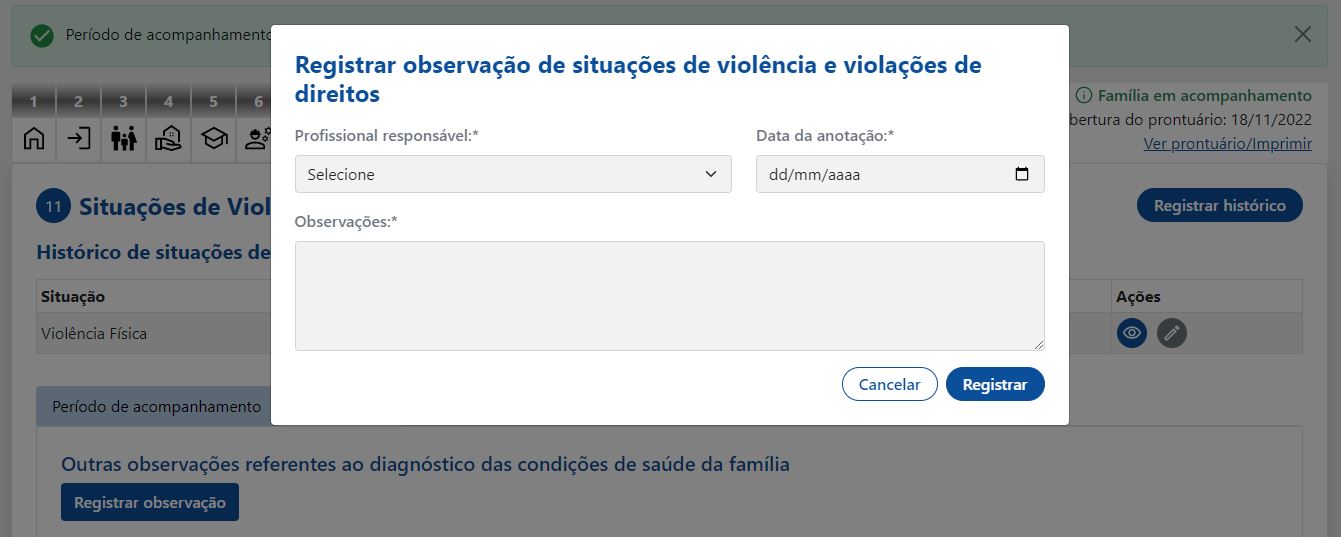 Período de acompanhamento
Registrar observação de situações de violência e violações de
direitos
Profissional responsável:*
Data da anotação:*
Selecione
dd/mm/aaaa
Observações:*
Cancelar
Registrar
1 2 3 4 5 6
Família em acompanhamento
bertura do prontuário: 18/11/2022
Ver prontuário/Imprimir
11 Situações de Viol
Registrar histórico
Histórico de situações de
Situação
Ações
Violência Física
Período de acompanhamento
Outras observações referentes ao diagnóstico das condições de saúde da família
Registrar observação